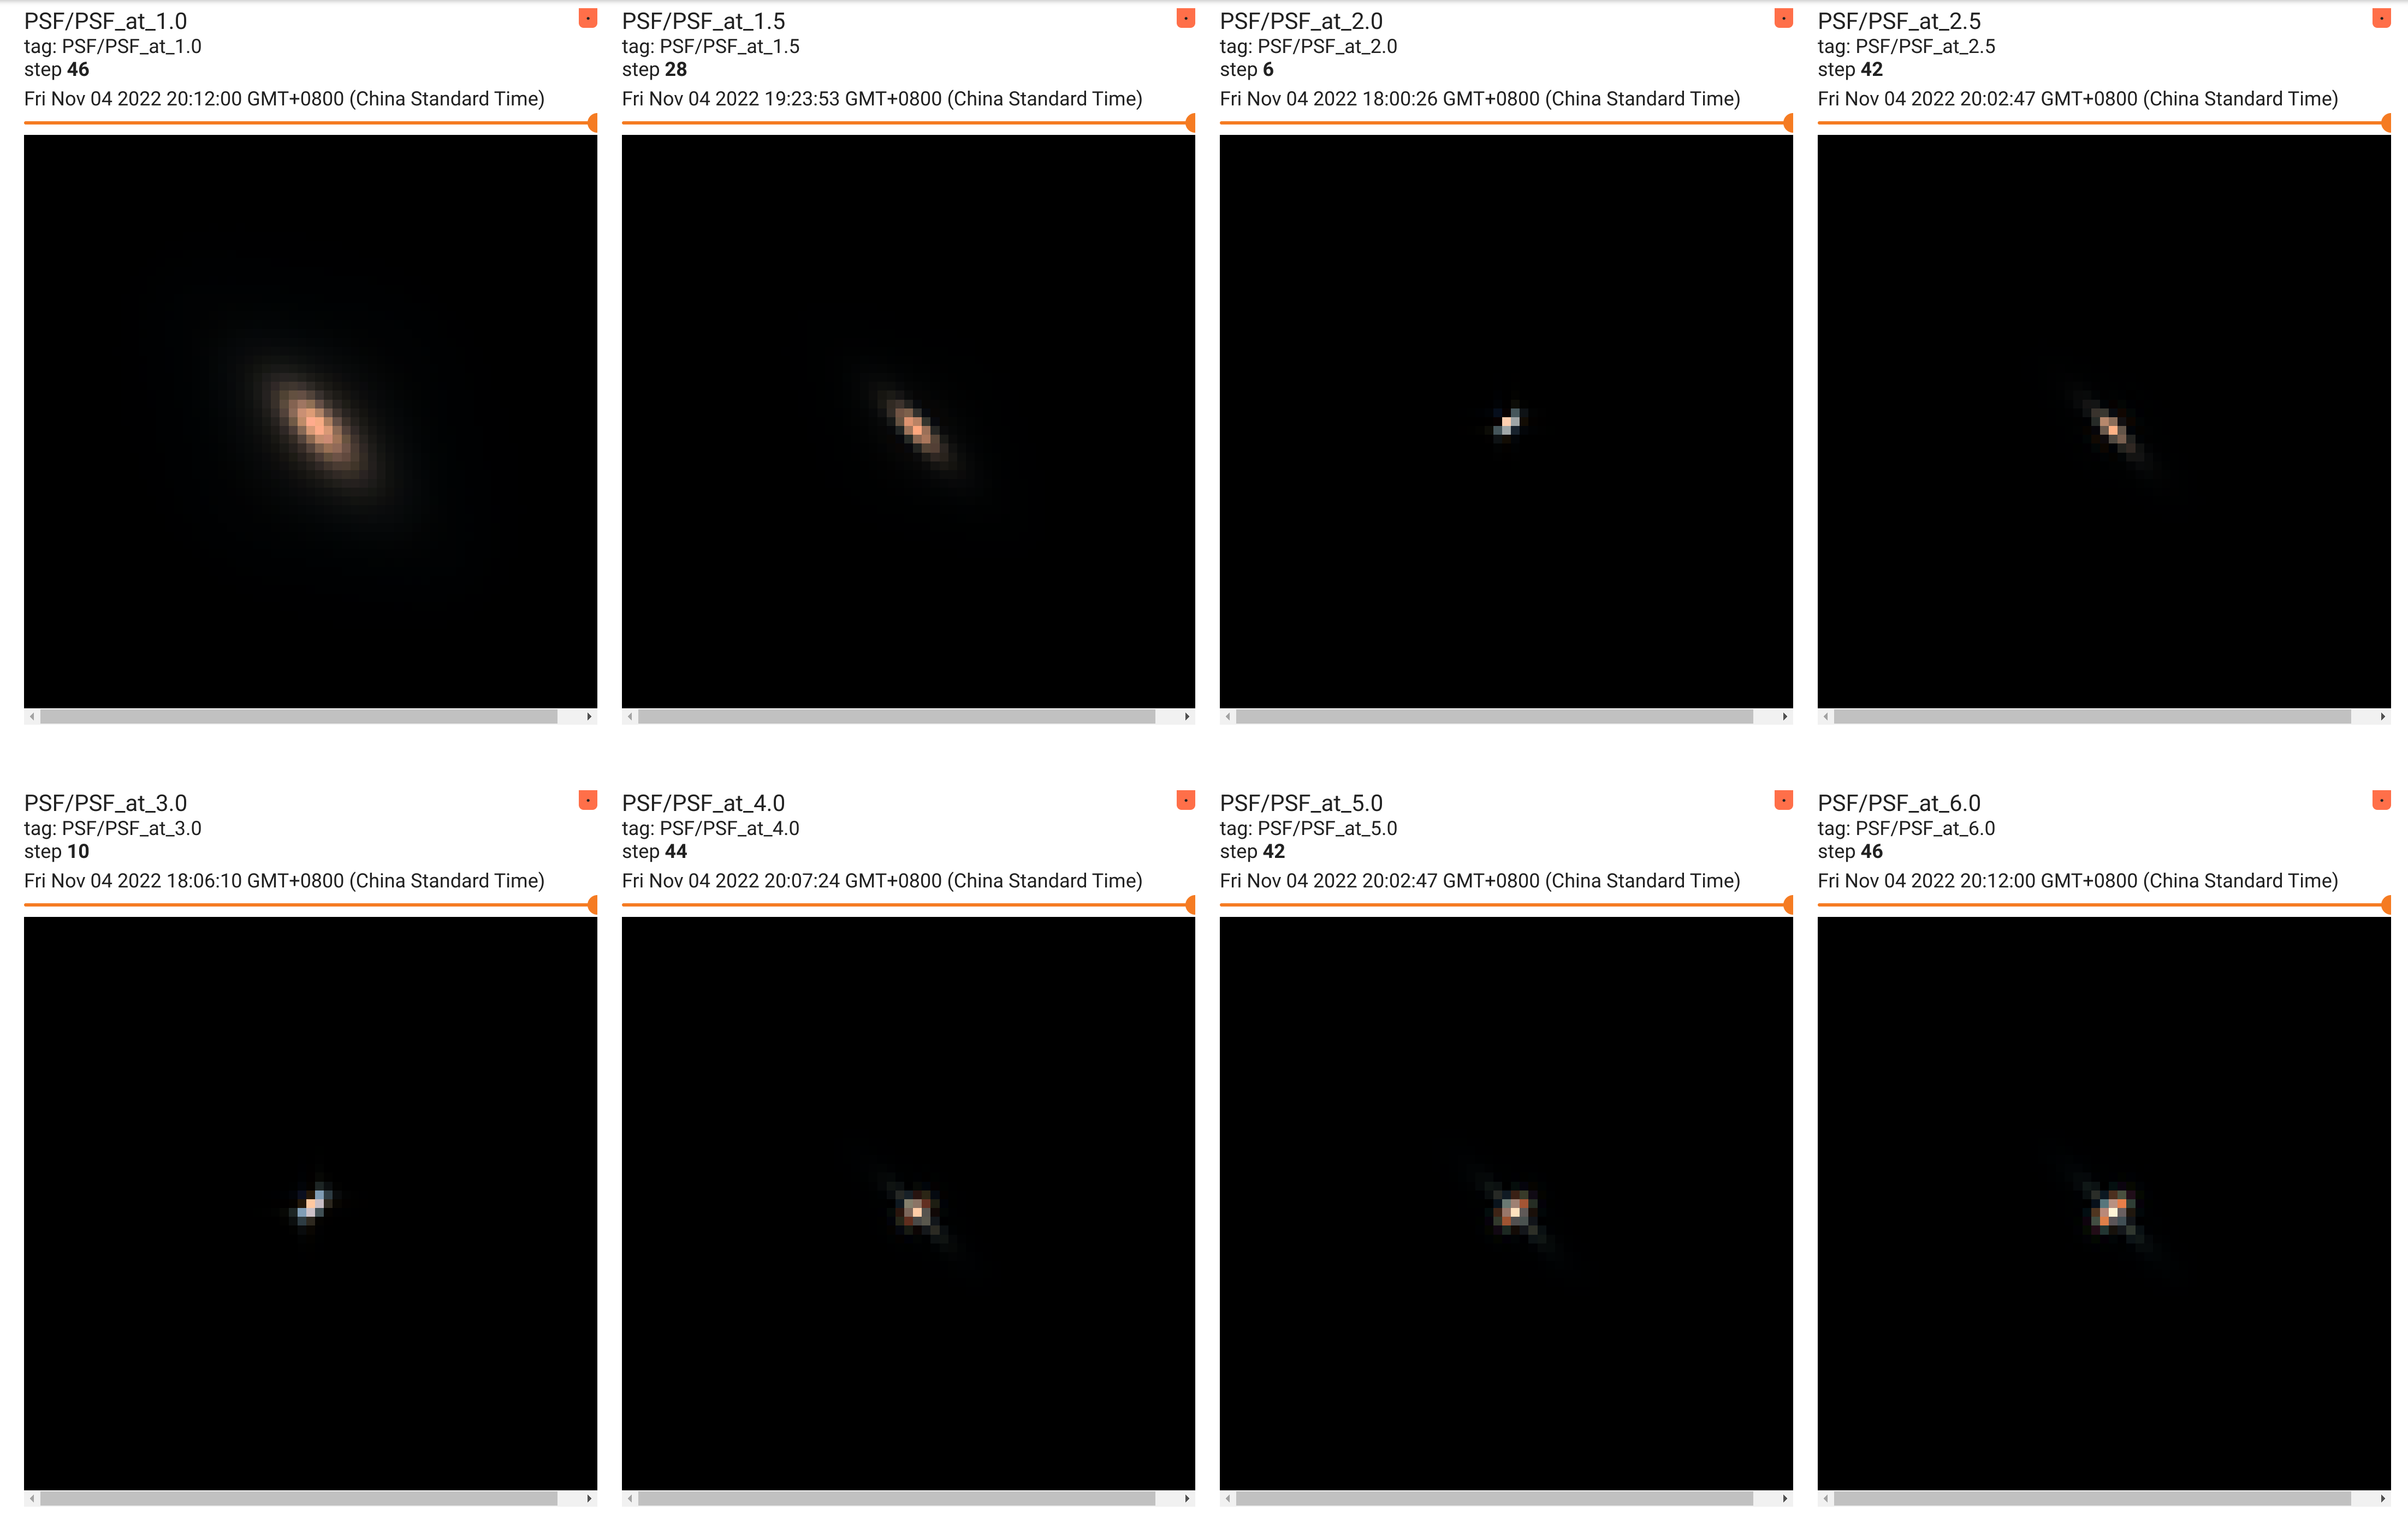 PSF/PSF_at_1.0
tag: PSF/PSF_at_1.0
step 46
Fri Nov 04 2022 20:12:00 GMT+0800 (China Standard Time)
PSF/PSF_at_1.5
tag: PSF/PSF_at_1.5
step 28
Fri Nov 04 2022 19:23:53 GMT+0800 (China Standard Time)
PSF/PSF_at_2.0
tag: PSF/PSF_at_2.0
step 6
Fri Nov 04 2022 18:00:26 GMT+0800 (China Standard Time)
PSF/PSF_at_2.5
tag: PSF/PSF_at_2.5
step 42
Fri Nov 04 2022 20:02:47 GMT+0800 (China Standard Time)
PSF/PSF_at_3.0
tag: PSF/PSF_at_3.0
step 10
Fri Nov 04 2022 18:06:10 GMT+0800 (China Standard Time)
PSF/PSF_at_4.0
tag: PSF/PSF_at_4.0
step 44
Fri Nov 04 2022 20:07:24 GMT+0800 (China Standard Time)
PSF/PSF_at_5.0
tag: PSF/PSF_at_5.0
step 42
Fri Nov 04 2022 20:02:47 GMT+0800 (China Standard Time)
PSF/PSF_at_6.0
tag: PSF/PSF_at_6.0
step 46
Fri Nov 04 2022 20:12:00 GMT+0800 (China Standard Time)